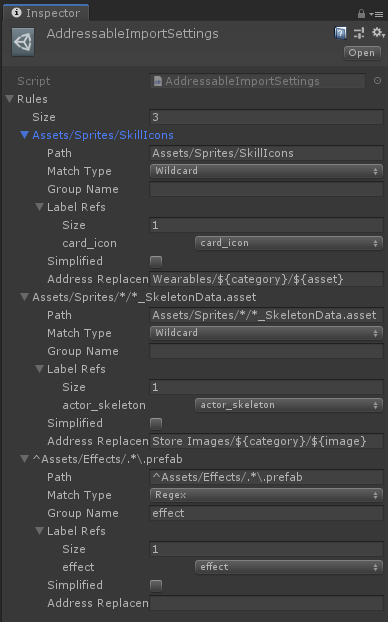 Inspector
AddressableImportSettings
Open
Script AddressableImportSettings
Rules
Size 3
Assets/Sprites/SkillIcons
Path Assets/Sprites/SkillIcons
Match Type Wildcard
Group Name
Label Refs
Size 1
card_icon card_icon
Simplified
Address Replacen Wearables/${category}/${asset}
Assets/Sprites/*/*_SkeletonData.asset
Path Assets/Sprites/*/*_SkeletonData.asset
Match Type Wildcard
Group Name
Label Refs
Size 1
actor_skeleton actor_skeleton
Simplified
Address Replacen Store Images/${category}/${image}
^Assets/Effects/.*\.prefab
Path ^Assets/Effects/.*\.prefab
Match Type Regex
Group Name effect
Label Refs
Size 1
effect effect
Simplified
Address Replacen